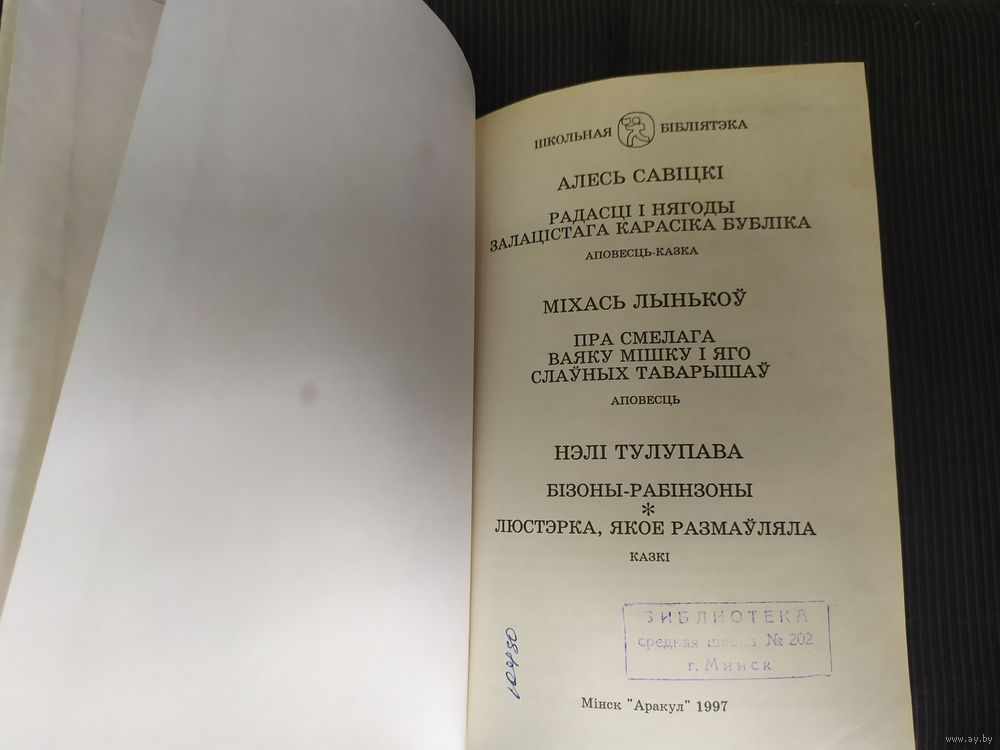 ШКОЛЬНАЯ БІБЛІЯТЭКА
АЛЕСЬ САВІЦКІ
РАДАСЦІ І НЯГОДЫ
ЗАЛАЦІСТАГА КАРАСІКА БУБЛІКА
АПОВЕСЦЬ-КАЗКА
МІХАСЬ ЛЫНЬКОЎ
ПРА СМЕЛАГА
ВАЯКУ МІШКУ І ЯГО
СЛАЎНЫХ ТАВАРЫШАЎ
АПОВЕСЦЬ
НЭЛІ ТУЛУПАВА
БІЗОНЫ-РАБІНЗОНЫ
*
ЛЮСТЭРКА, ЯКОЕ РАЗМАЎЛЯЛА
КАЗКІ
БИБЛИОТЕКА
средняя школа № 202
г. Минск
Мінск "Аракул" 1997
www.ay.by